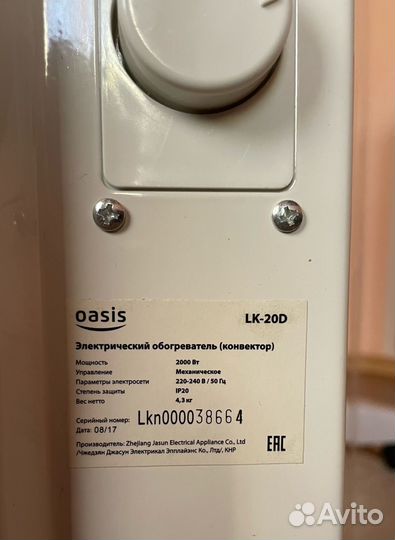 oasis
LK-20D
Электрический обогреватель (конвектор)
Мощность 2000 Вт
Управление Механическое
Параметры электросети 220-240 В / 50 Гц
Степень защиты IP20
Вес нетто 4,3 кг
Серийный номер: Lkn000038664
Дата: 08/17
Производитель: Zhejiang Jasun Electrical Appliance Co., Ltd
/Чжедзян Джасун Электрикал Эпплайэнс Ко., Лтд/, КНР
EAC
Avito